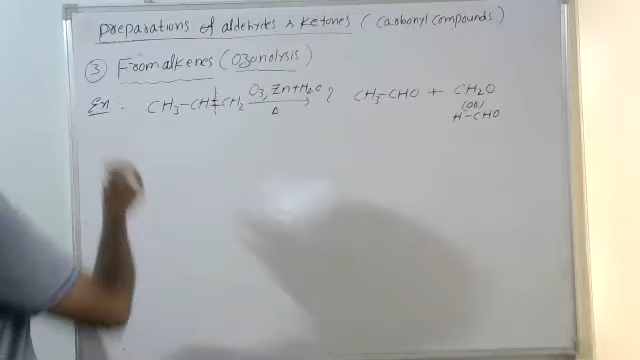 Preparations of aldehydes & ketones (Carbonyl compounds)
③ From alkenes (Ozonolysis)
Ex - CH3-CH=CH2 O3, Zn+H2O ? CH3-CHO + CH2O
Δ (or)
H-CHO